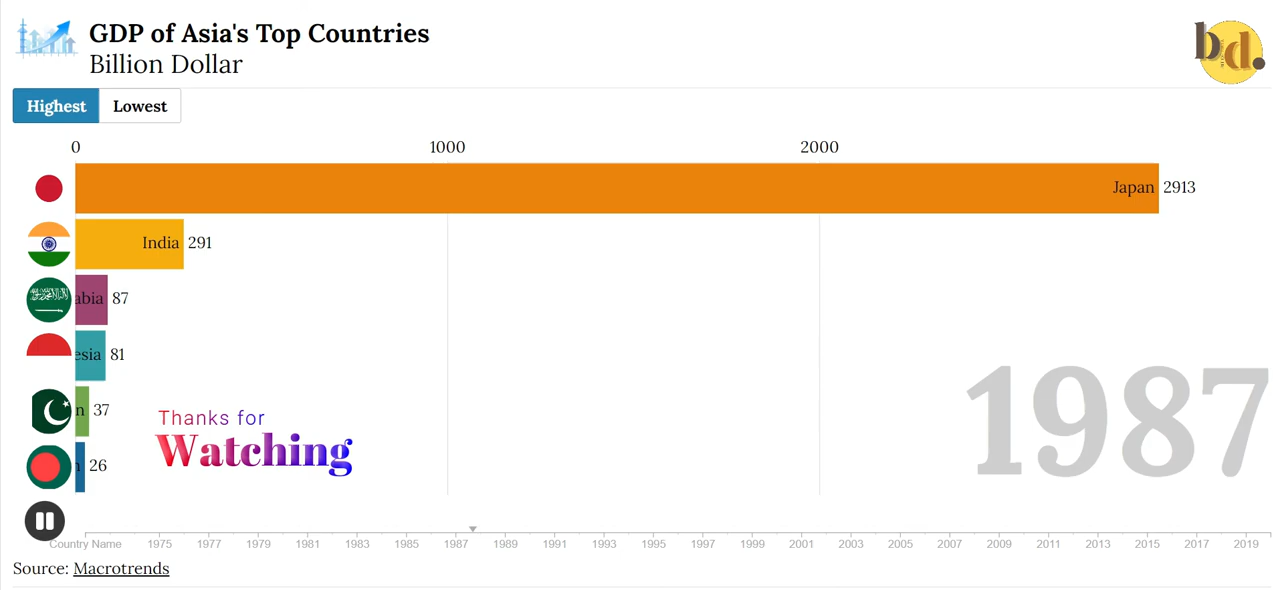 GDP of Asia's Top Countries
Billion Dollar
bd.
Highest Lowest
0 1000 2000
Japan 2913
India 291
abia 87
esia 81
n 37
n 26
Thanks for
Watching
1987
Country Name 1975 1977 1979 1981 1983 1985 1987 1989 1991 1993 1995 1997 1999 2001 2003 2005 2007 2009 2011 2013 2015 2017 2019
Source: Macrotrends